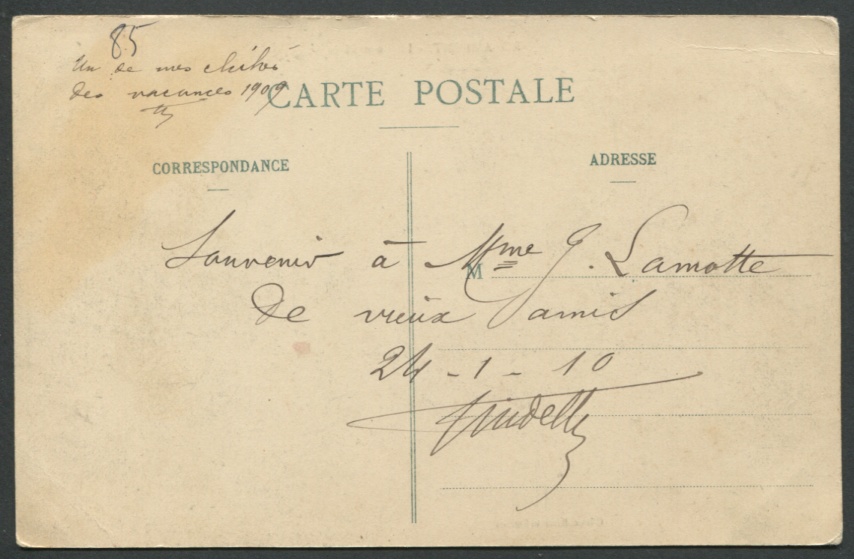 85
Un de mes clichés
des vacances 1909
CARTE POSTALE
CORRESPONDANCE
ADRESSE
Souvenir à Mme J. Lamotte
M
de vieux amis
24-1-10